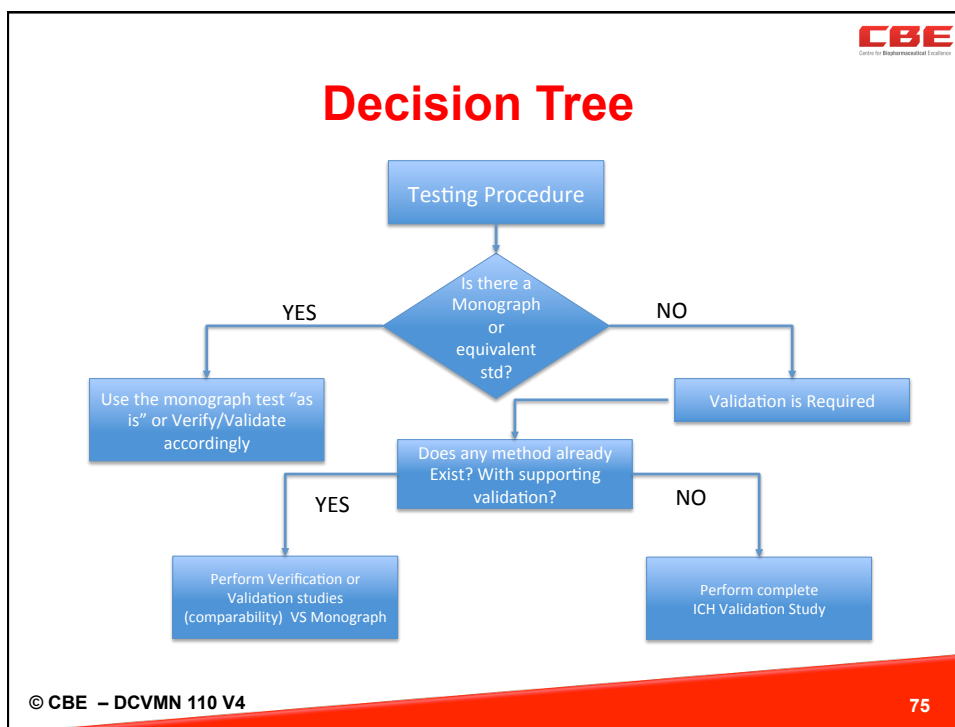 CBE
Centre for Biopharmaceutical Excellence
Decision Tree
Testing Procedure
Is there a
Monograph
or
equivalent
std?
YES
NO
Use the monograph test “as
is” or Verify/Validate
accordingly
Validation is Required
Does any method already
Exist? With supporting
validation?
YES
NO
Perform Verification or
Validation studies
(comparability) VS Monograph
Perform complete
ICH Validation Study
© CBE – DCVMN 110 V4
75